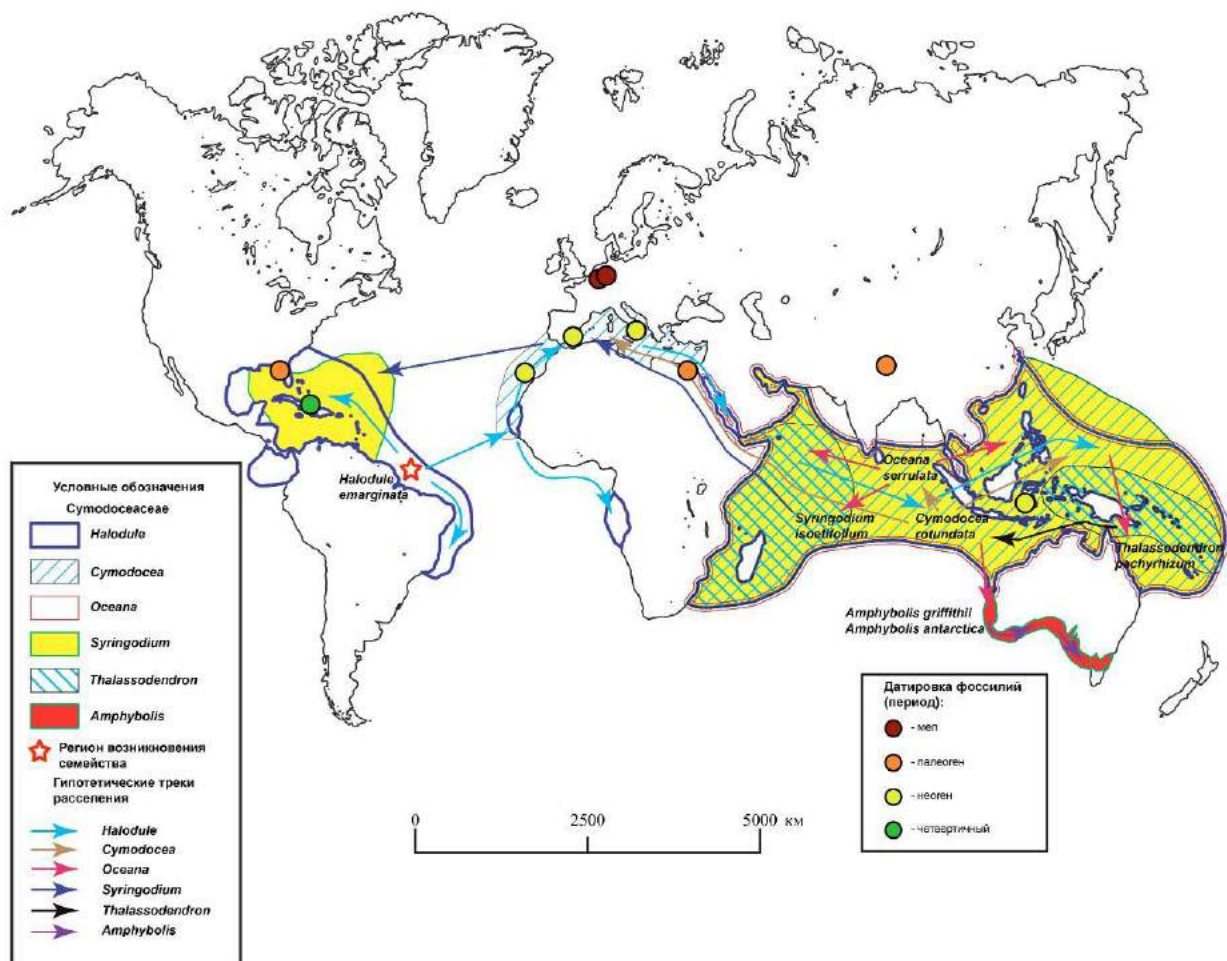 Halodule
emarginata
Oceana
serrulata
Syringodium
isoetifolium
Cymodocea
rotundata
Thalassodendron
pachyrhizum
Amphybolis griffithii
Amphybolis antarctica
Условные обозначения
Cymodoceaceae
Halodule
Cymodocea
Oceana
Syringodium
Thalassodendron
Amphybolis
Регион возникновения
семейства
Гипотетические треки
расселения
Halodule
Cymodocea
Oceana
Syringodium
Thalassodendron
Amphybolis
Датировка фоссилий
(период):
- мел
- палеоген
- неоген
- четвертичный
0 2500 5000 км